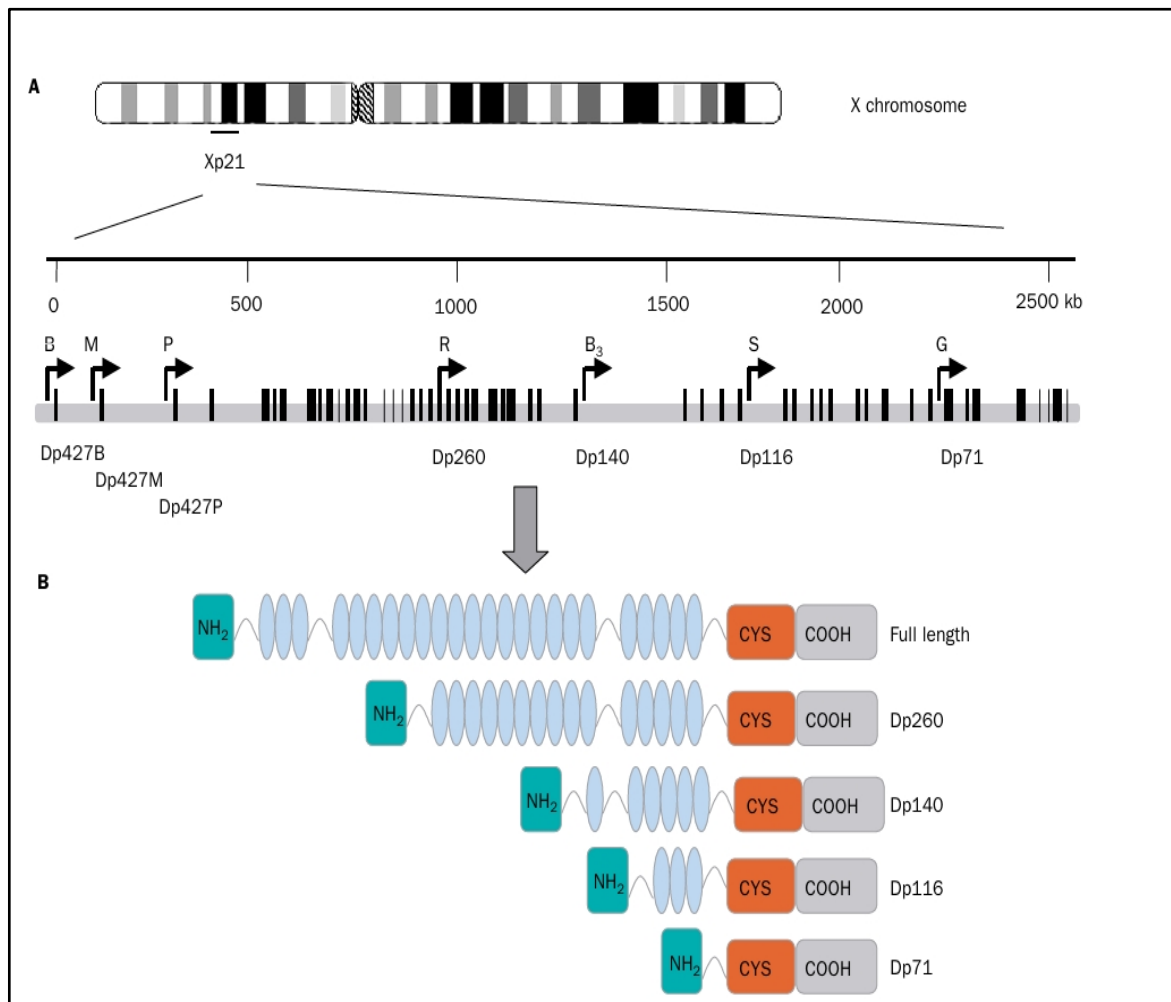 A
X chromosome
Xp21
0 500 1000 1500 2000 2500 kb
B M P R B₃ S G
Dp427B Dp260 Dp140 Dp116 Dp71
Dp427M
Dp427P
B
NH₂ CYS COOH Full length
NH₂ CYS COOH Dp260
NH₂ CYS COOH Dp140
NH₂ CYS COOH Dp116
NH₂ CYS COOH Dp71